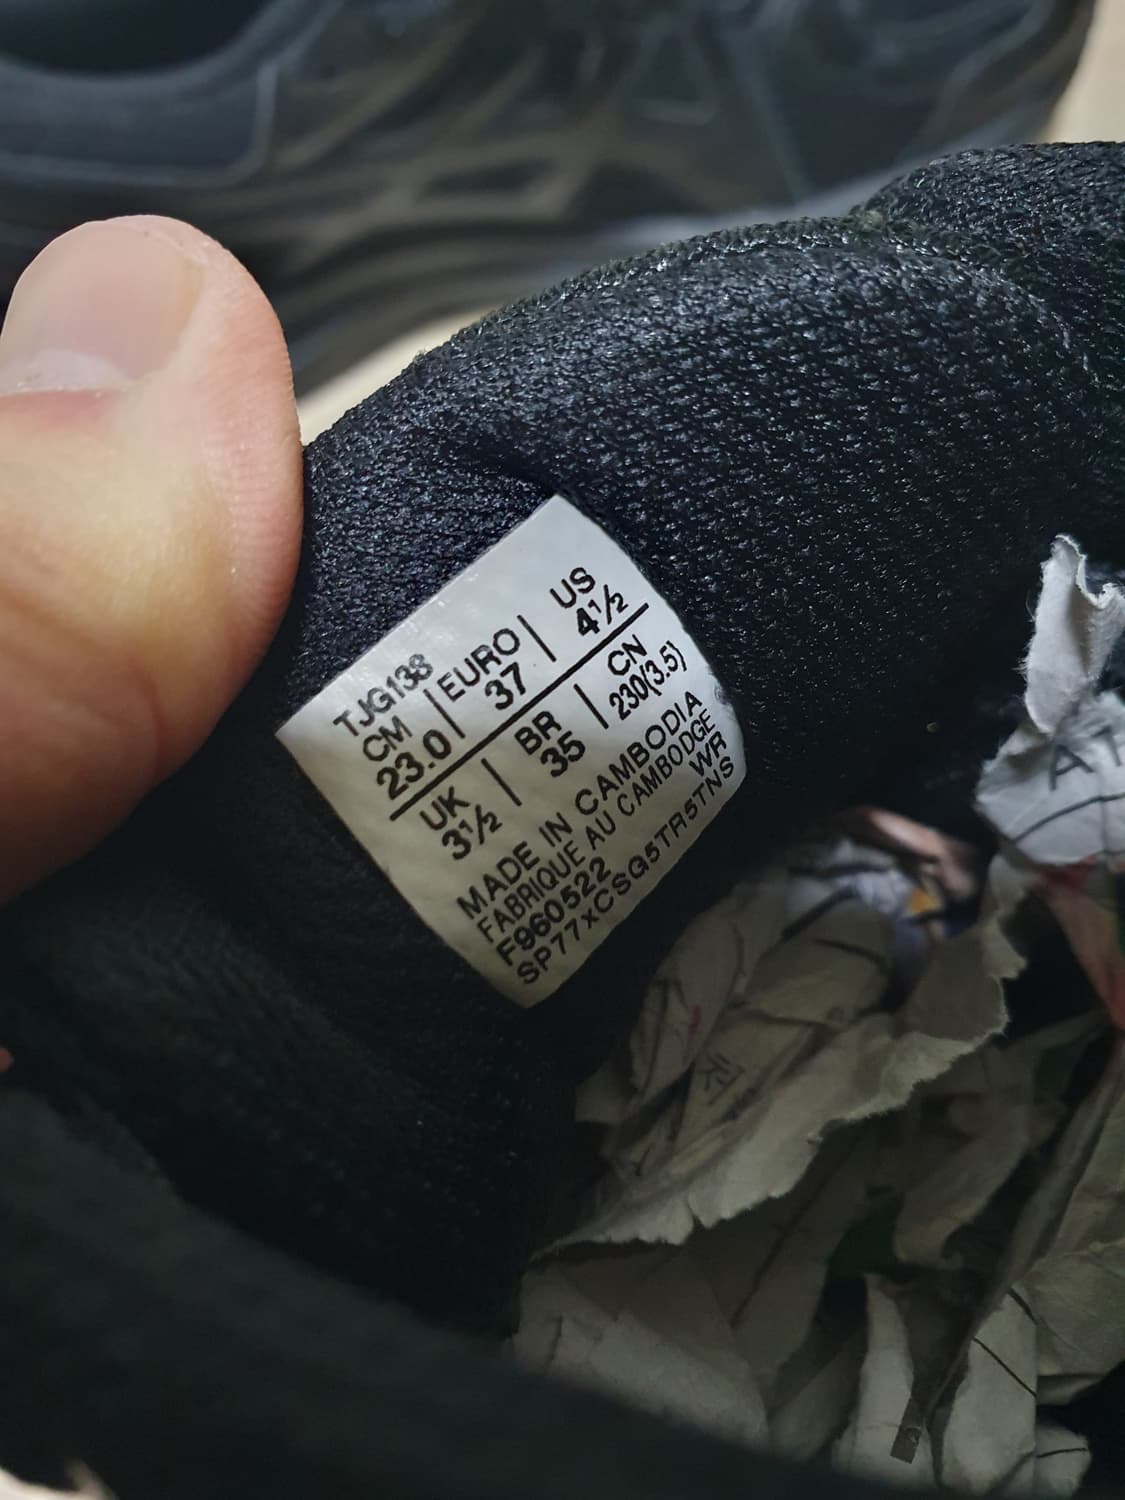 TJG138
CM | EURO | US
23.0 | 37 | 4½
UK | BR | CN
3½ | 35 | 230(3.5)
MADE IN CAMBODIA
FABRIQUE AU CAMBODGE
F960522 WR
SP77xCSG5TR5TNS